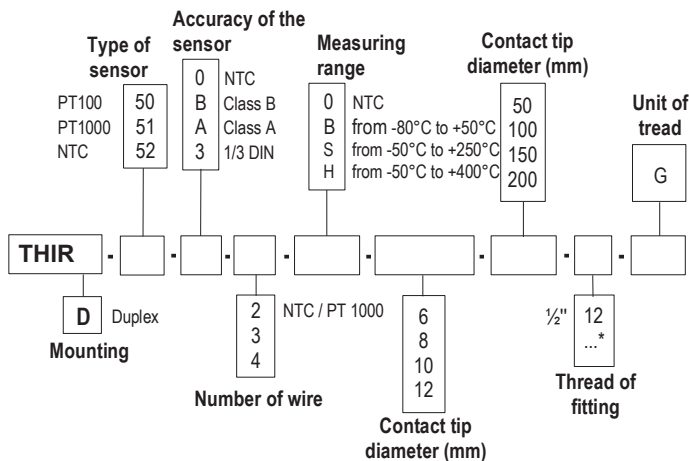 Type of
sensor
PT100 50
PT1000 51
NTC 52
Accuracy of the
sensor
0 NTC
B Class B
A Class A
3 1/3 DIN
Measuring
range
0 NTC
B from -80°C to +50°C
S from -50°C to +250°C
H from -50°C to +400°C
Contact tip
diameter (mm)
50
100
150
200
Unit of
tread
G
THIR - - - - - - -
D Duplex
Mounting
2 NTC / PT 1000
3
4
Number of wire
6
8
10
12
Contact tip
diameter (mm)
½" 12
...*
Thread of
fitting